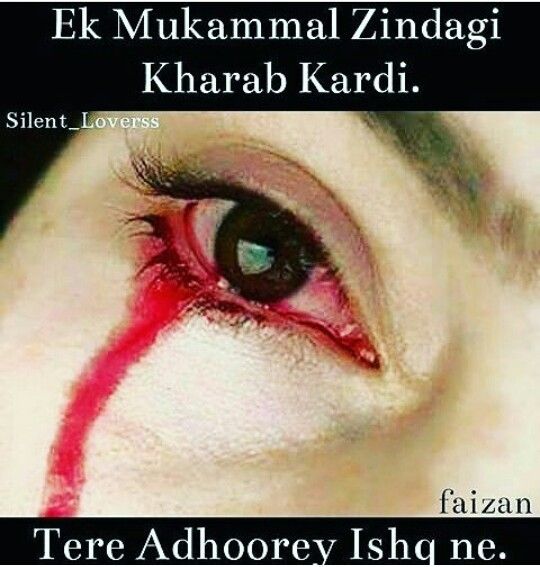 Ek Mukammal Zindagi
Kharab Kardi.
Silent_Loverss
faizan
Tere Adhoorey Ishq ne.